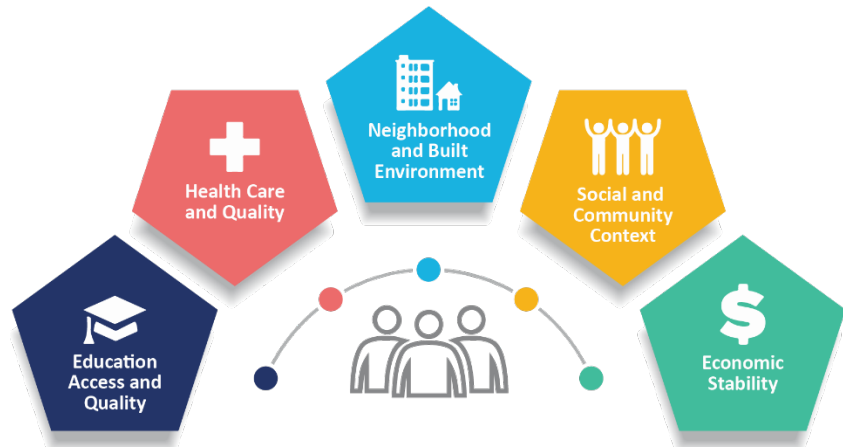 Education
Access and
Quality
Health Care
and Quality
Neighborhood
and Built
Environment
Social and
Community
Context
$
Economic
Stability